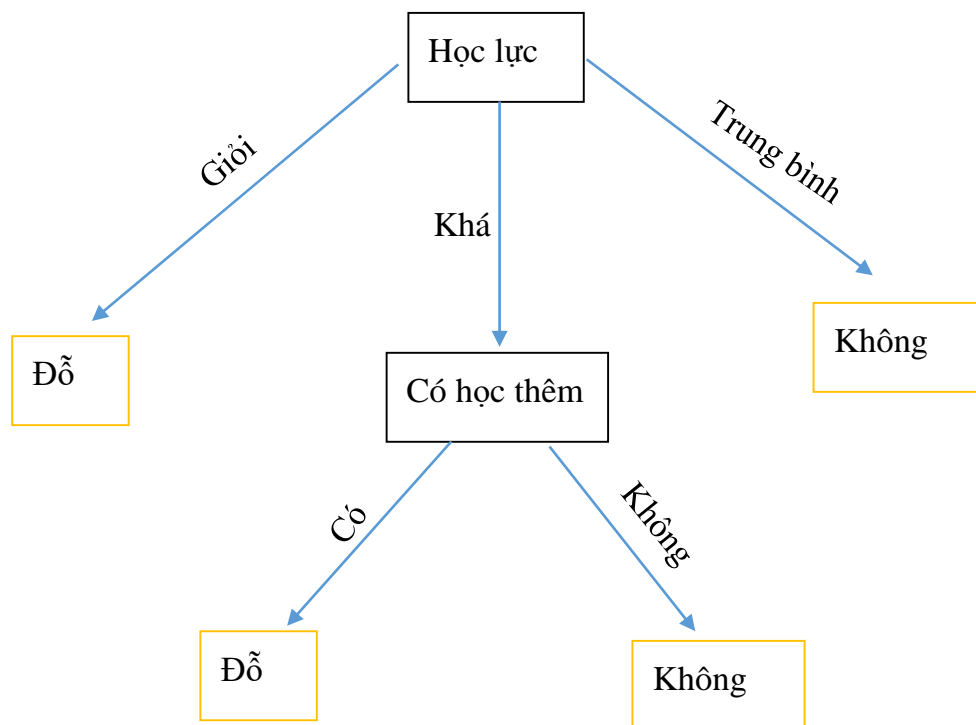 Học lực
Giỏi
Khá
Trung bình
Đỗ
Có học thêm
Không
Có
Không
Đỗ
Không